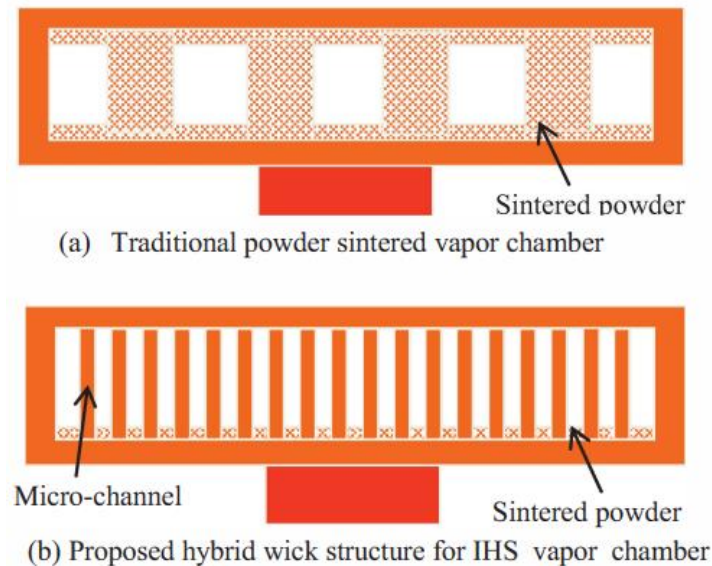 Sintered powder
(a) Traditional powder sintered vapor chamber
Micro-channel
Sintered powder
(b) Proposed hybrid wick structure for IHS vapor chamber